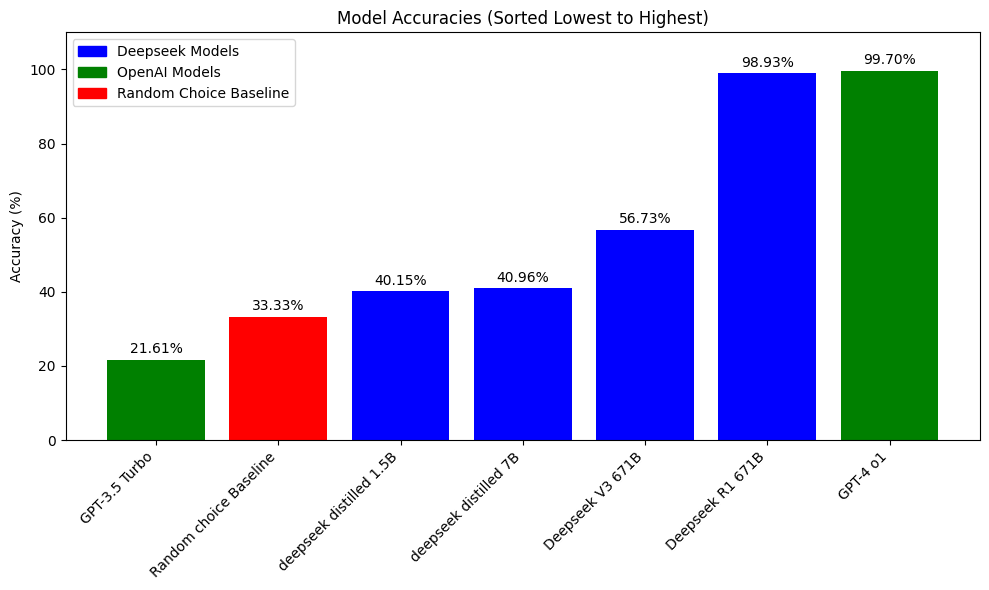 Model Accuracies (Sorted Lowest to Highest)
Deepseek Models
OpenAI Models
Random Choice Baseline
Accuracy (%)
100
80
60
40
20
0
21.61%
33.33%
40.15%
40.96%
56.73%
98.93%
99.70%
GPT-3.5 Turbo
Random choice Baseline
deepseek distilled 1.5B
deepseek distilled 7B
Deepseek V3 671B
Deepseek R1 671B
GPT-4 o1